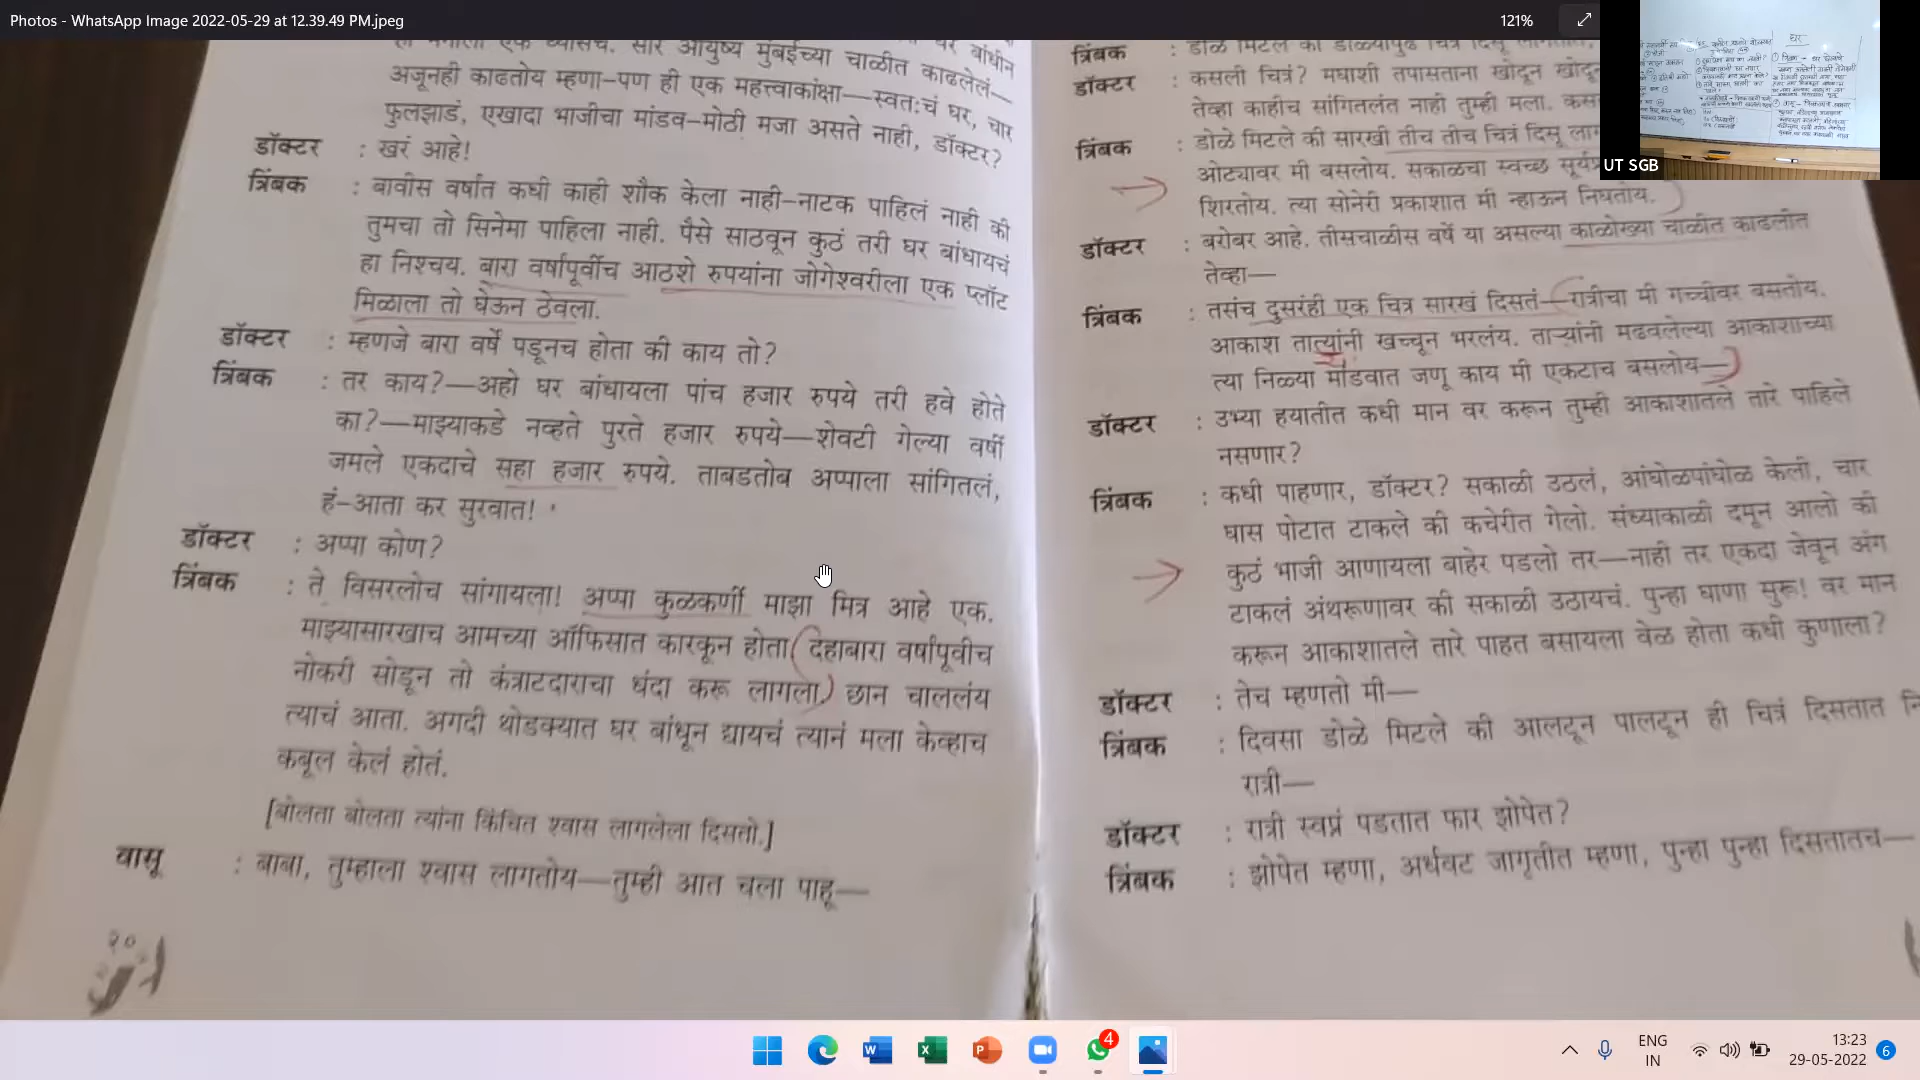 Photos - WhatsApp Image 2022-05-29 at 12.39.49 PM.jpeg
121%
UT SGB
एक व्यासच. सारं आयुष्य मुंबईच्या चाळीत काढलेलं—
अजूनही काढतोय म्हणा–पण ही एक महत्त्वाकांक्षा—स्वतःचं घर, चार
फुलझाडं, एखादा भाजीचा मांडव–मोठी मजा असते नाही, डॉक्टर?
डॉक्टर : खरं आहे!
त्रिंबक : बावीस वर्षांत कधी काही शौक केला नाही–नाटक पाहिलं नाही की
तुमचा तो सिनेमा पाहिला नाही. पैसे साठवून कुठं तरी घर बांधायचं
हा निश्चय. बारा वर्षांपूर्वीच आठशे रुपयांना जोगेश्वरीला एक प्लॉट
मिळाला तो घेऊन ठेवला.
डॉक्टर : म्हणजे बारा वर्षे पडूनच होता की काय तो?
त्रिंबक : तर काय?—अहो घर बांधायला पांच हजार रुपये तरी हवे होते
का?—माझ्याकडे नव्हते पुरते हजार रुपये—शेवटी गेल्या वर्षी
जमले एकदाचे सहा हजार रुपये. ताबडतोब अप्पाला सांगितलं,
हं–आता कर सुरवात!
डॉक्टर : अप्पा कोण?
त्रिंबक : ते विसरलोच सांगायला! अप्पा कुळकर्णी माझा मित्र आहे एक.
माझ्यासारखाच आमच्या ऑफिसात कारकून होता. देहाबारा वर्षांपूर्वीच
नोकरी सोडून तो कंत्राटदाराचा धंदा करू लागला. छान चाललंय
त्याचं आता. अगदी थोडक्यात घर बांधून द्यायचं त्यानं मला केव्हाच
कबूल केलं होतं.
[बोलता बोलता त्यांना किंचित श्वास लागलेला दिसतो.]
वासू : बाबा, तुम्हाला श्वास लागतोय—तुम्ही आत चला पाहू—
२०
त्रिंबक : डोळे मिटले की डोळ्यांपुढं चित्रं दिसू लागतात,
डॉक्टर : कसली चित्रं? मघाशी तपासताना खोदून
तेव्हा काहीच सांगितलंत नाही तुम्ही मला.
त्रिंबक : डोळे मिटले की सारखी तीच तीच चित्रं दिसू
ओट्यावर मी बसलोय. सकाळचा स्वच्छ
शिरतोय. त्या सोनेरी प्रकाशात मी न्हाऊन निघतोय.
डॉक्टर : बरोबर आहे. तीसचाळीस वर्षे या असल्या काळोख्या चाळीत काढलीत
तेव्हा—
त्रिंबक : तसंच दुसरंही एक चित्र सारखं दिसतं—रात्रीचा मी गच्चीवर बसतोय.
आकाश तात्यांनी खच्चून भरलंय. ताऱ्यांनी मढवलेल्या आकाशाच्या
त्या निळ्या मांडवात जणू काय मी एकटाच बसलोय—
डॉक्टर : उभ्या हयातीत कधी मान वर करून तुम्ही आकाशातले तारे पाहिले
नसणार?
त्रिंबक : कधी पाहणार, डॉक्टर? सकाळी उठलं, आंघोळपांघोळ केली, चार
घास पोटात टाकले की कचेरीत गेलो. संध्याकाळी दमून आलो की
कुठं भाजी आणायला बाहेर पडलो तर—नाही तर एकदा जेवून अंग
टाकलं अंथरूणावर की सकाळी उठायचं. पुन्हा घाणा सुरू! वर मान
करून आकाशातले तारे पाहत बसायला वेळ होता कधी कुणाला?
डॉक्टर : तेच म्हणतो मी—
त्रिंबक : दिवसा डोळे मिटले की आलटून पालटून ही चित्रं दिसतात
रात्री—
डॉक्टर : रात्री स्वप्नं पडतात फार झोपेत?
त्रिंबक : झोपेत म्हणा, अर्धवट जागृतीत म्हणा, पुन्हा पुन्हा दिसतातच—
4
ENG
IN
13:23
29-05-2022
6